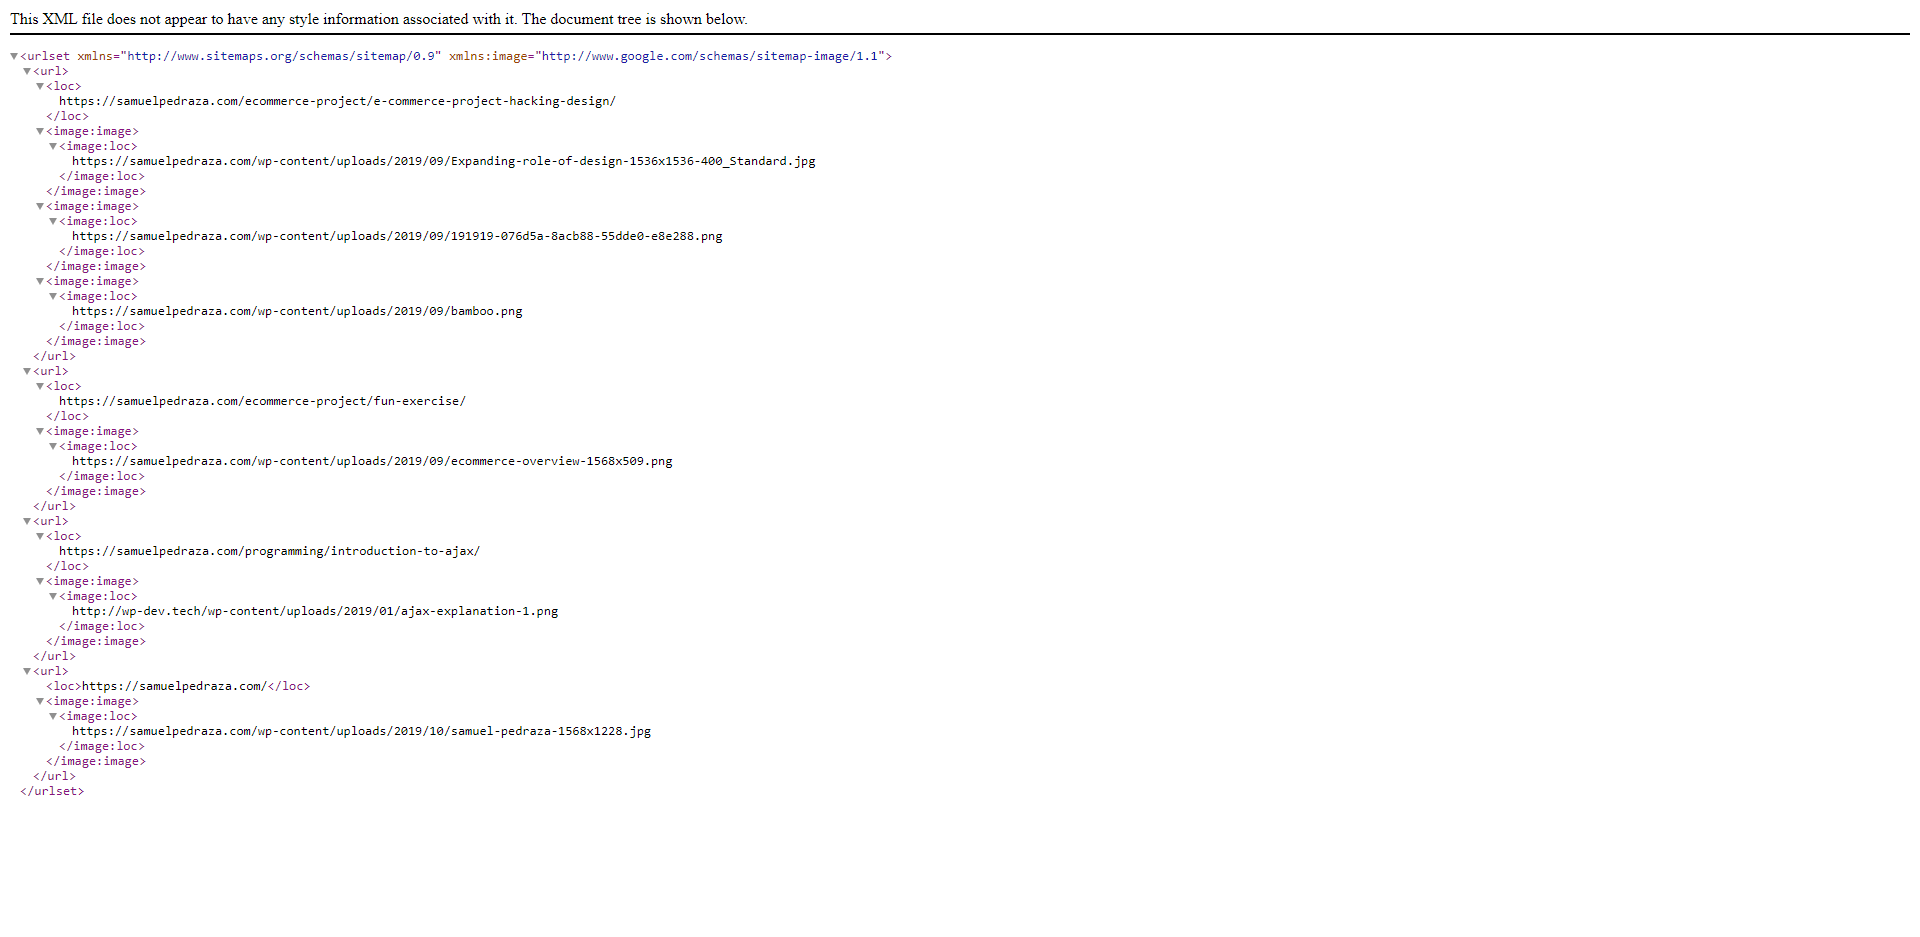 This XML file does not appear to have any style information associated with it. The document tree is shown below.
▼<urlset xmlns="http://www.sitemaps.org/schemas/sitemap/0.9" xmlns:image="http://www.google.com/schemas/sitemap-image/1.1">
▼<url>
▼<loc>
https://samuelpedraza.com/ecommerce-project/e-commerce-project-hacking-design/
</loc>
▼<image:image>
▼<image:loc>
https://samuelpedraza.com/wp-content/uploads/2019/09/Expanding-role-of-design-1536x1536-400_Standard.jpg
</image:loc>
</image:image>
▼<image:image>
▼<image:loc>
https://samuelpedraza.com/wp-content/uploads/2019/09/191919-076d5a-8acb88-55dde0-e8e288.png
</image:loc>
</image:image>
▼<image:image>
▼<image:loc>
https://samuelpedraza.com/wp-content/uploads/2019/09/bamboo.png
</image:loc>
</image:image>
</url>
▼<url>
▼<loc>
https://samuelpedraza.com/ecommerce-project/fun-exercise/
</loc>
▼<image:image>
▼<image:loc>
https://samuelpedraza.com/wp-content/uploads/2019/09/ecommerce-overview-1568x509.png
</image:loc>
</image:image>
</url>
▼<url>
▼<loc>
https://samuelpedraza.com/programming/introduction-to-ajax/
</loc>
▼<image:image>
▼<image:loc>
http://wp-dev.tech/wp-content/uploads/2019/01/ajax-explanation-1.png
</image:loc>
</image:image>
</url>
▼<url>
<loc>https://samuelpedraza.com/</loc>
▼<image:image>
▼<image:loc>
https://samuelpedraza.com/wp-content/uploads/2019/10/samuel-pedraza-1568x1228.jpg
</image:loc>
</image:image>
</url>
</urlset>